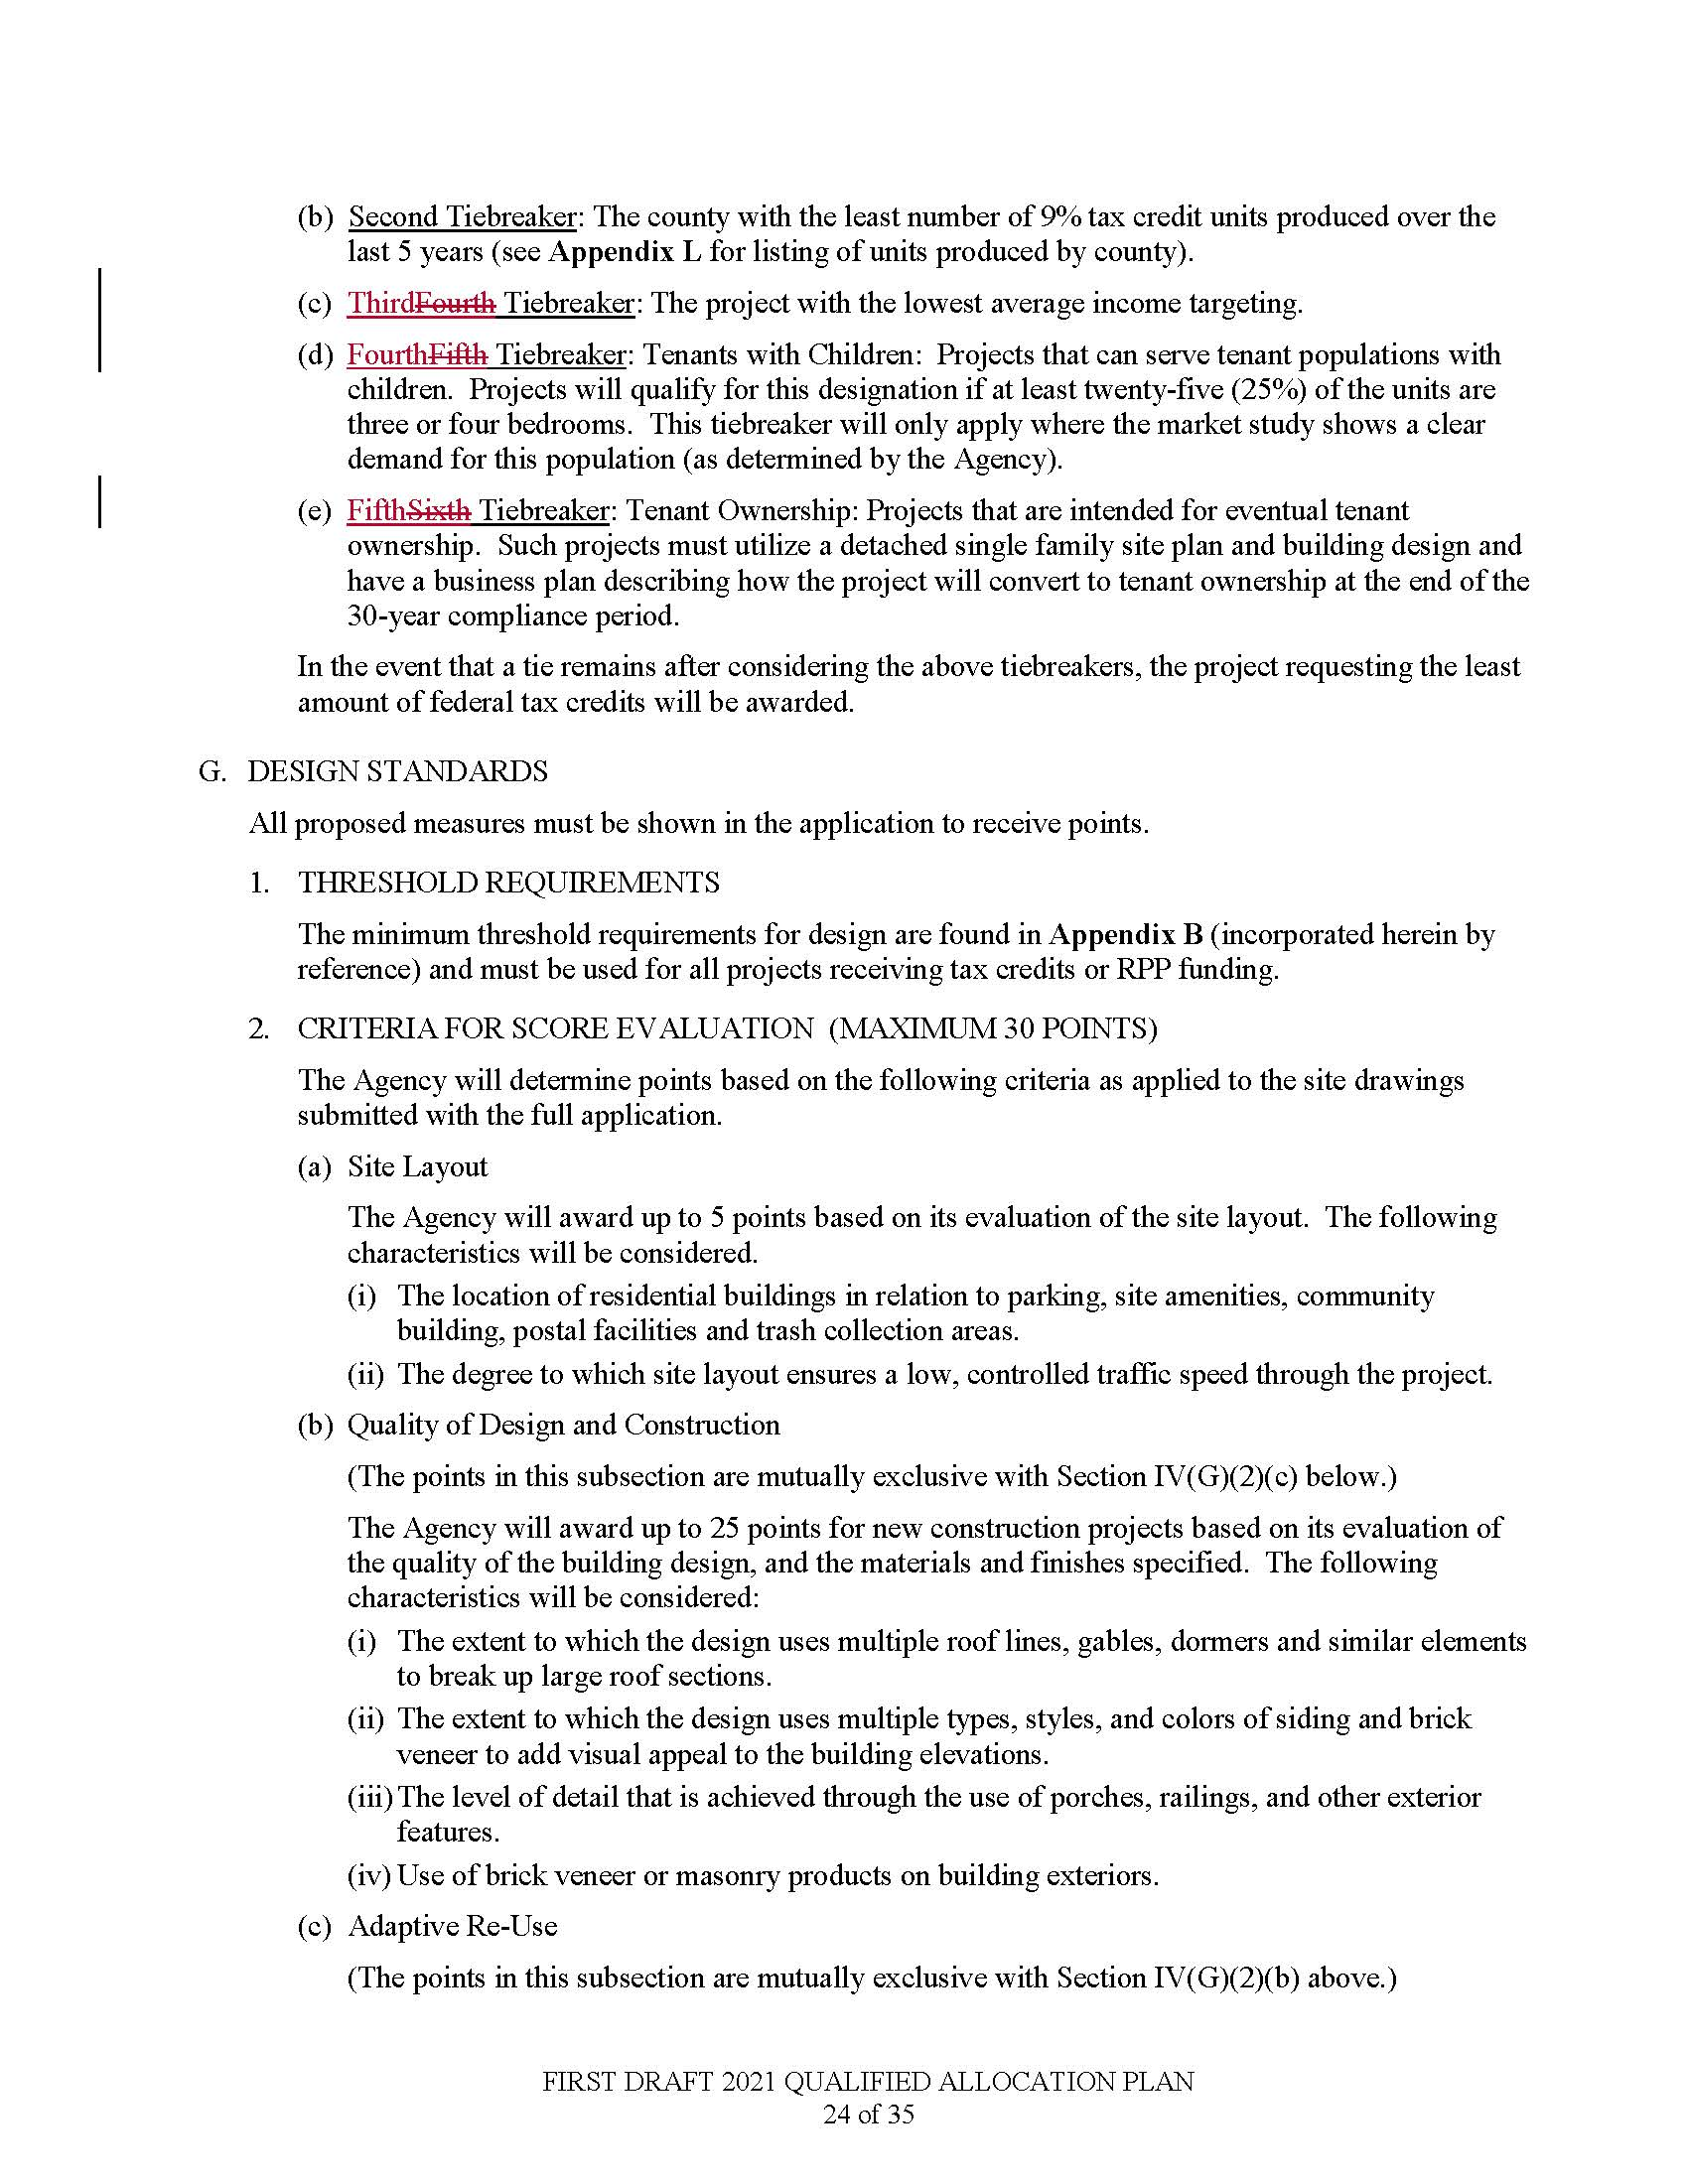 (b) Second Tiebreaker: The county with the least number of 9% tax credit units produced over the
last 5 years (see Appendix L for listing of units produced by county).
(c) ThirdFourth Tiebreaker: The project with the lowest average income targeting.
(d) FourthFifth Tiebreaker: Tenants with Children:  Projects that can serve tenant populations with
children.  Projects will qualify for this designation if at least twenty-five (25%) of the units are
three or four bedrooms.  This tiebreaker will only apply where the market study shows a clear
demand for this population (as determined by the Agency).
(e) FifthSixth Tiebreaker: Tenant Ownership: Projects that are intended for eventual tenant
ownership.  Such projects must utilize a detached single family site plan and building design and
have a business plan describing how the project will convert to tenant ownership at the end of the
30-year compliance period.
In the event that a tie remains after considering the above tiebreakers, the project requesting the least
amount of federal tax credits will be awarded.
G. DESIGN STANDARDS
All proposed measures must be shown in the application to receive points.
1. THRESHOLD REQUIREMENTS
The minimum threshold requirements for design are found in Appendix B (incorporated herein by
reference) and must be used for all projects receiving tax credits or RPP funding.
2. CRITERIA FOR SCORE EVALUATION  (MAXIMUM 30 POINTS)
The Agency will determine points based on the following criteria as applied to the site drawings
submitted with the full application.
(a) Site Layout
The Agency will award up to 5 points based on its evaluation of the site layout.  The following
characteristics will be considered.
(i) The location of residential buildings in relation to parking, site amenities, community
building, postal facilities and trash collection areas.
(ii) The degree to which site layout ensures a low, controlled traffic speed through the project.
(b) Quality of Design and Construction
(The points in this subsection are mutually exclusive with Section IV(G)(2)(c) below.)
The Agency will award up to 25 points for new construction projects based on its evaluation of
the quality of the building design, and the materials and finishes specified.  The following
characteristics will be considered:
(i) The extent to which the design uses multiple roof lines, gables, dormers and similar elements
to break up large roof sections.
(ii) The extent to which the design uses multiple types, styles, and colors of siding and brick
veneer to add visual appeal to the building elevations.
(iii) The level of detail that is achieved through the use of porches, railings, and other exterior
features.
(iv) Use of brick veneer or masonry products on building exteriors.
(c) Adaptive Re-Use
(The points in this subsection are mutually exclusive with Section IV(G)(2)(b) above.)
FIRST DRAFT 2021 QUALIFIED ALLOCATION PLAN
24 of 35